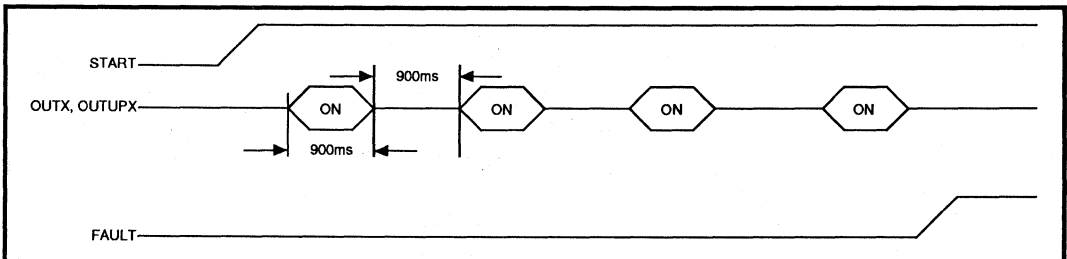 START
900ms
OUTX, OUTUPX
ON ON ON ON
900ms
FAULT